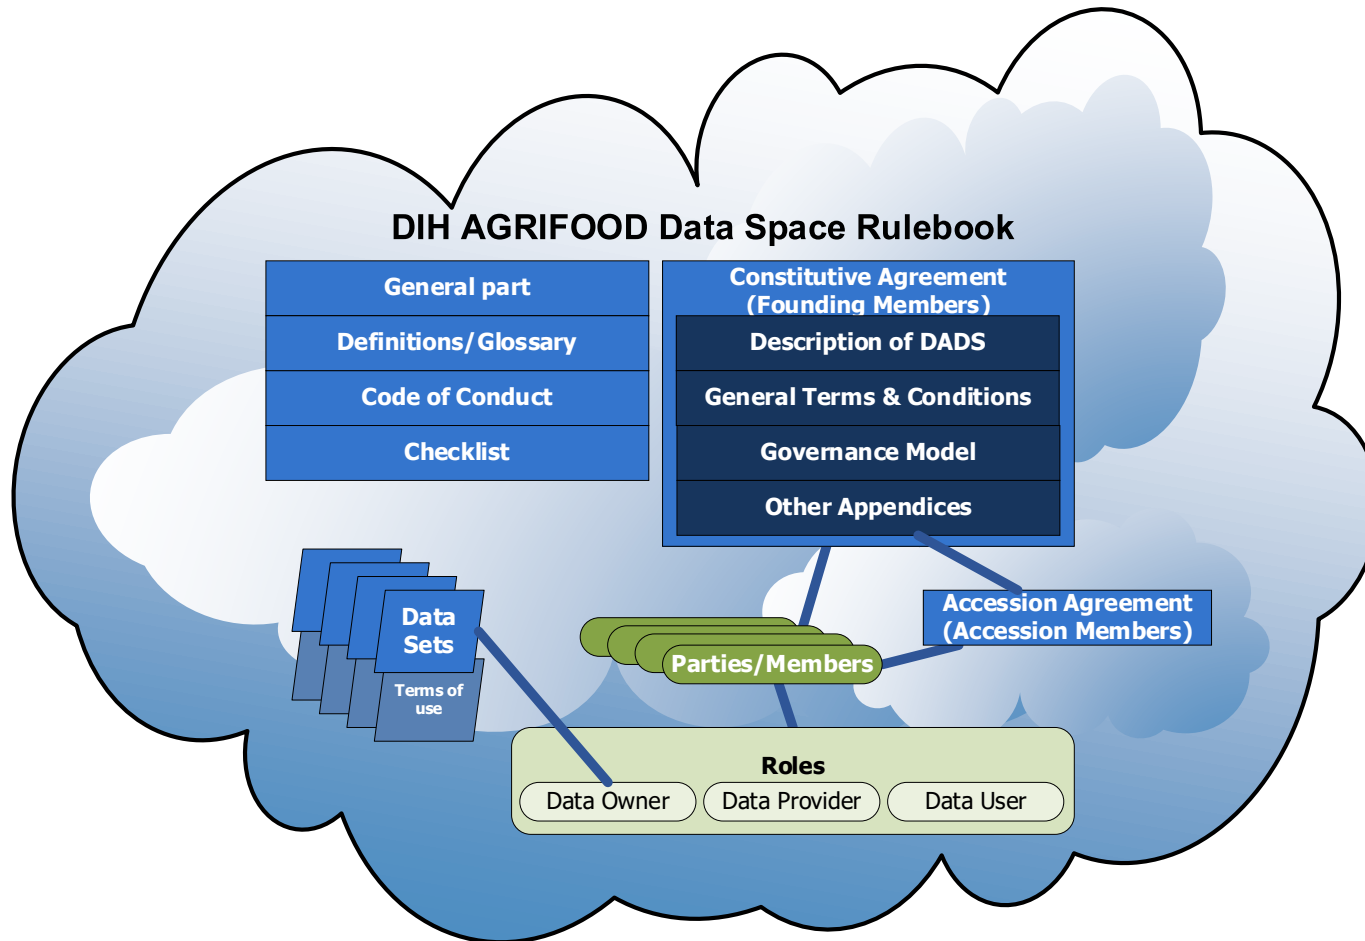 DIH AGRIFOOD Data Space Rulebook
General part
Definitions/Glossary
Code of Conduct
Checklist
Constitutive Agreement
(Founding Members)
Description of DADS
General Terms & Conditions
Governance Model
Other Appendices
Data
Sets
Terms of
use
Parties/Members
Accession Agreement
(Accession Members)
Roles
Data Owner
Data Provider
Data User